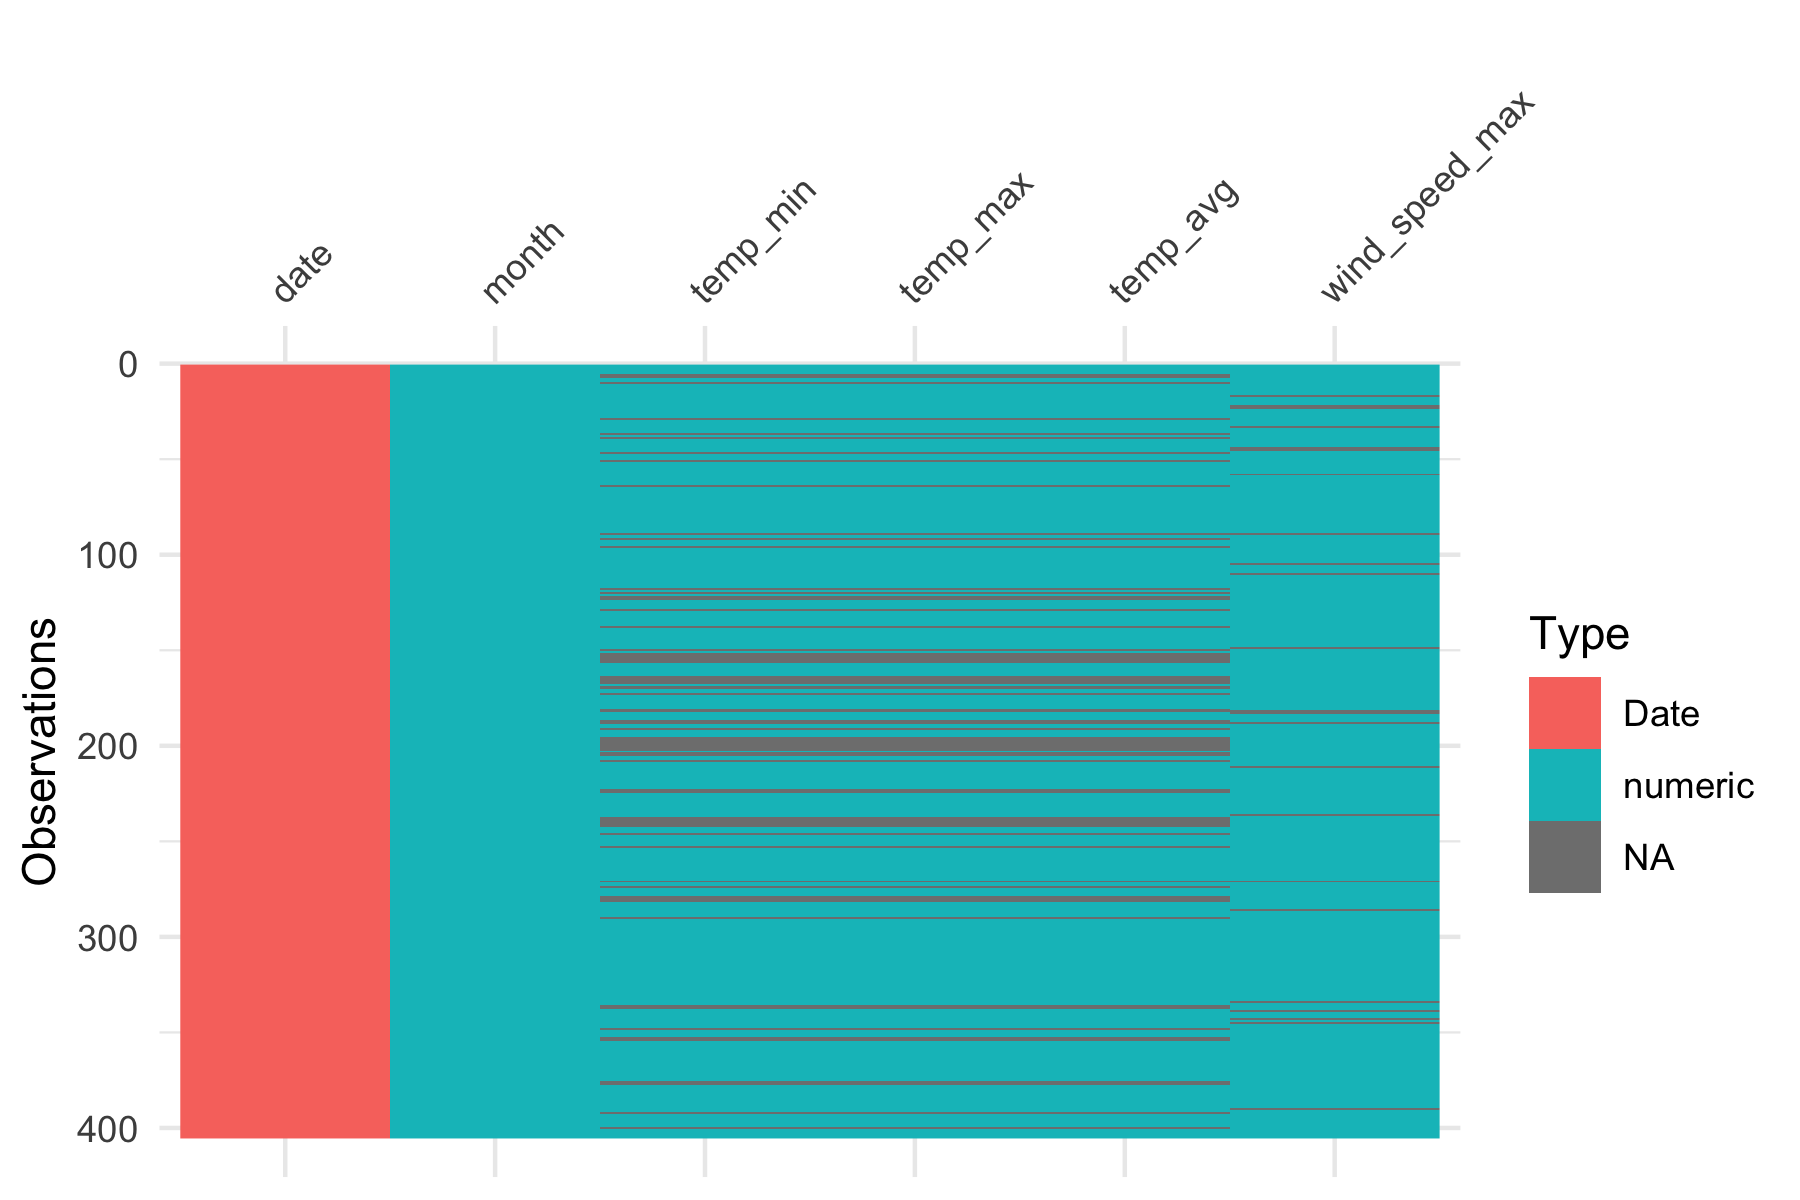 date
month
temp_min
temp_max
temp_avg
wind_speed_max
0
100
200
300
400
Observations
Type
Date
numeric
NA